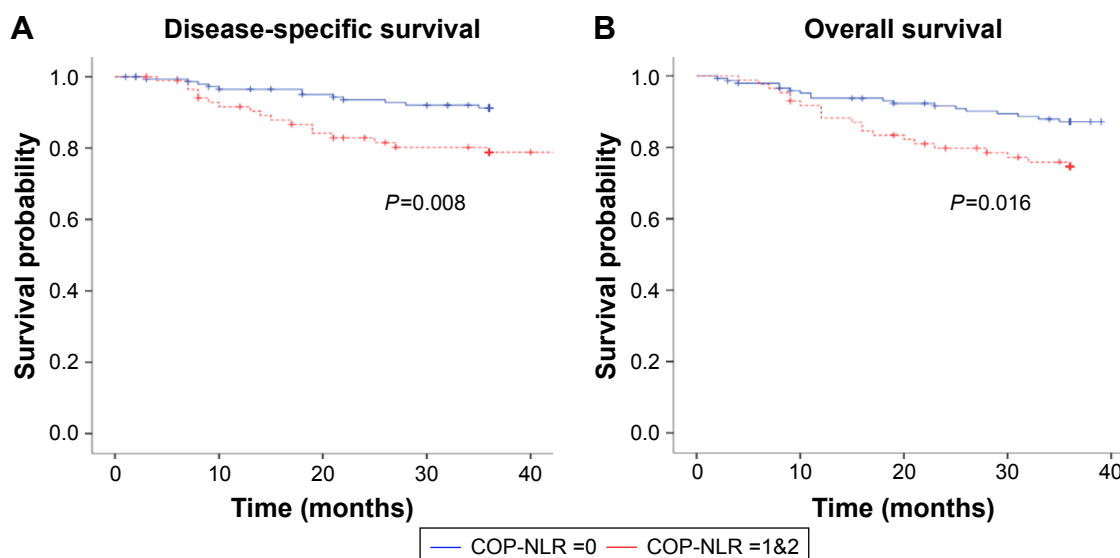 A
Disease-specific survival
Survival probability
1.0
0.8
0.6
0.4
0.2
0.0
P=0.008
0 10 20 30 40
Time (months)
B
Overall survival
Survival probability
1.0
0.8
0.6
0.4
0.2
0.0
P=0.016
0 10 20 30 40
Time (months)
COP-NLR =0 COP-NLR =1&2